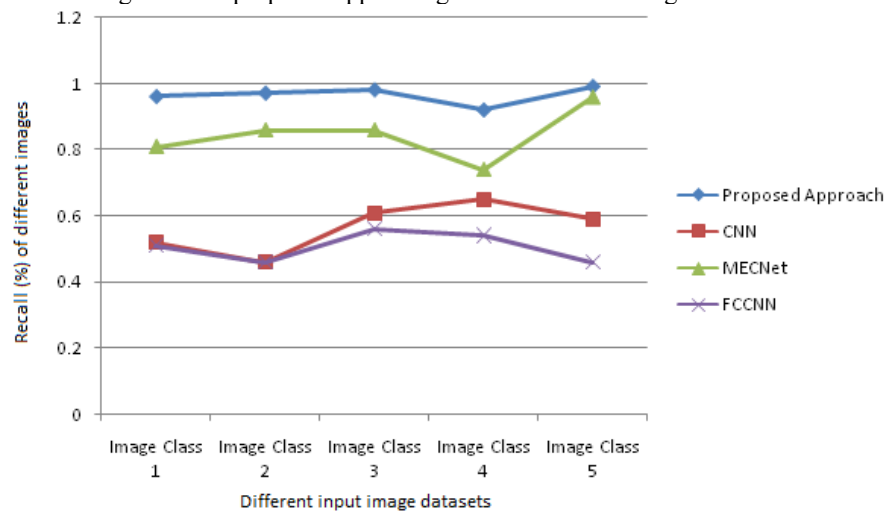 1.2
1
0.8
0.6
0.4
0.2
0
Recall (%) of different images
Image Class 1
Image Class 2
Image Class 3
Image Class 4
Image Class 5
Different input image datasets
Proposed Approach
CNN
MECNet
FCCNN